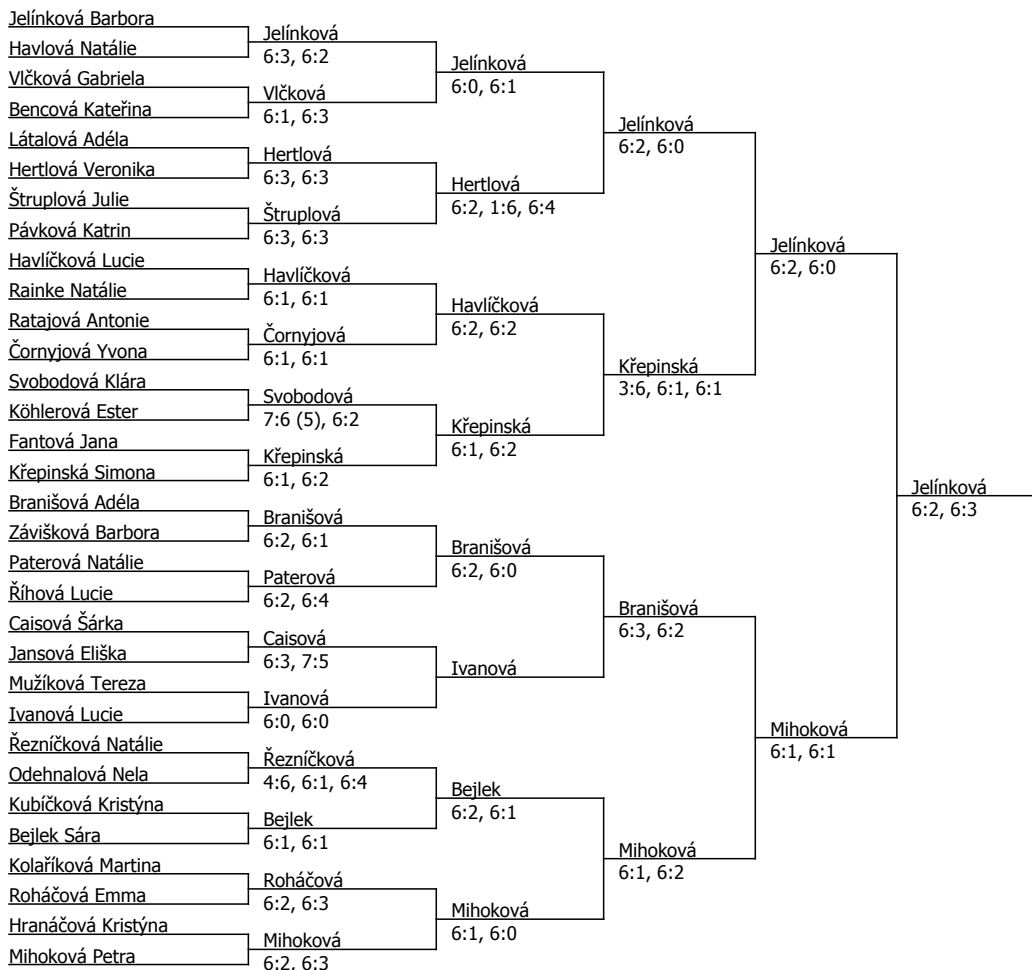 Jelínková Barbora
Havlová Natálie
Vlčková Gabriela
Bencová Kateřina
Látalová Adéla
Hertlová Veronika
Štruplová Julie
Pávková Katrin
Havlíčková Lucie
Rainke Natálie
Ratajová Antonie
Čornyjová Yvona
Svobodová Klára
Köhlerová Ester
Fantová Jana
Křepinská Simona
Branišová Adéla
Závišková Barbora
Paterová Natálie
Říhová Lucie
Caisová Šárka
Jansová Eliška
Mužíková Tereza
Ivanová Lucie
Řezníčková Natálie
Odehnalová Nela
Kubíčková Kristýna
Bejlek Sára
Kolaříková Martina
Roháčová Emma
Hranáčová Kristýna
Mihoková Petra
Jelínková
6:3, 6:2
Vlčková
6:1, 6:3
Hertlová
6:3, 6:3
Štruplová
6:3, 6:3
Havlíčková
6:1, 6:1
Čornyjová
6:1, 6:1
Svobodová
7:6 (5), 6:2
Křepinská
6:1, 6:2
Branišová
6:2, 6:1
Paterová
6:2, 6:4
Caisová
6:3, 7:5
Ivanová
6:0, 6:0
Řezníčková
4:6, 6:1, 6:4
Bejlek
6:1, 6:1
Roháčová
6:2, 6:3
Mihoková
6:2, 6:3
Jelínková
6:0, 6:1
Hertlová
6:2, 1:6, 6:4
Havlíčková
6:2, 6:2
Křepinská
6:1, 6:2
Branišová
6:2, 6:0
Ivanová
Bejlek
6:2, 6:1
Mihoková
6:1, 6:0
Jelínková
6:2, 6:0
Křepinská
3:6, 6:1, 6:1
Branišová
6:3, 6:2
Mihoková
6:1, 6:2
Jelínková
6:2, 6:0
Mihoková
6:1, 6:1
Jelínková
6:2, 6:3